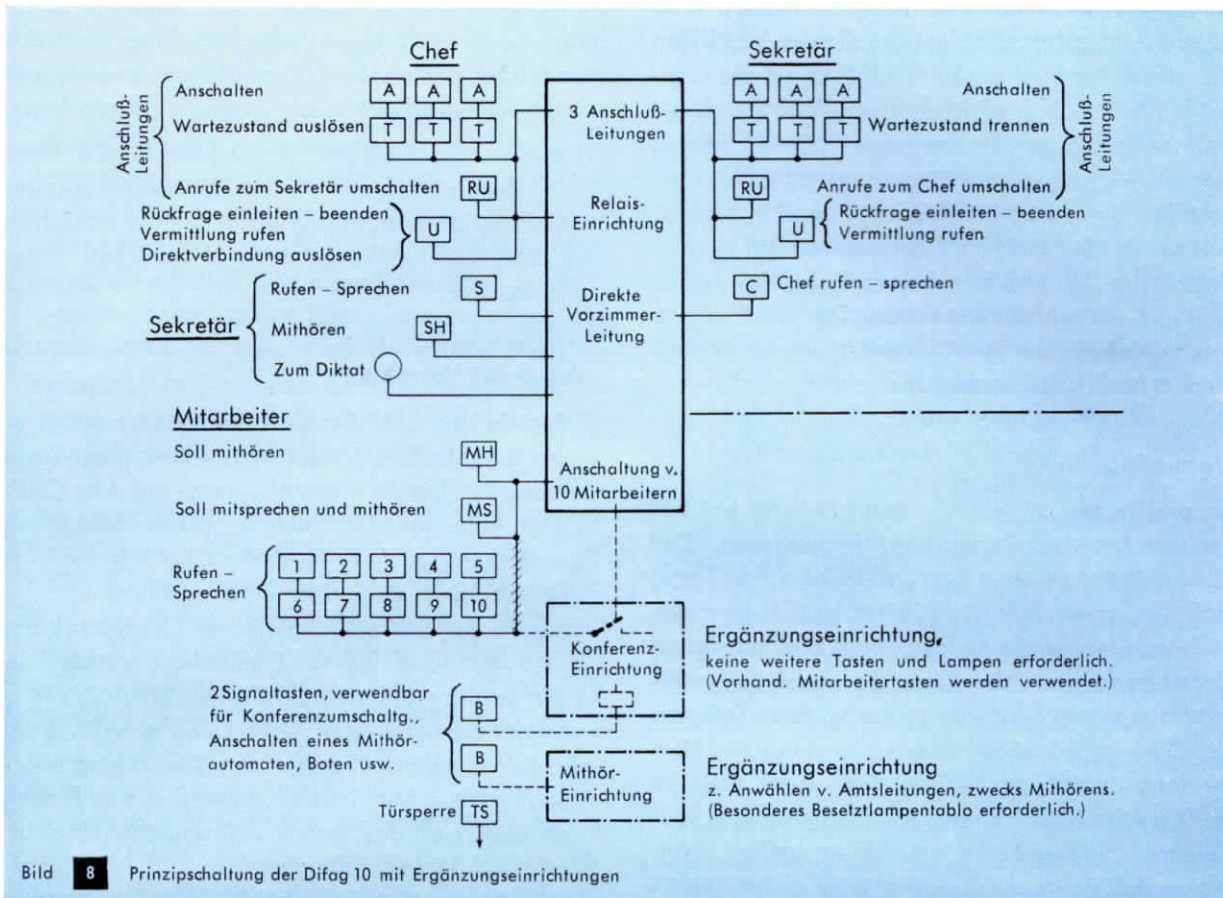 Chef
Sekretär
Anschluß-
Leitungen
Anschalten
A A A
3 Anschluß-
Leitungen
A A A
Anschalten
Anschluß-
Leitungen
Wartezustand auslösen
T T T
T T T
Wartezustand trennen
Anrufe zum Sekretär umschalten
RU
Relais-
Einrichtung
RU
Anrufe zum Chef umschalten
Rückfrage einleiten – beenden
Vermittlung rufen
Direktverbindung auslösen
U
U
Rückfrage einleiten – beenden
Vermittlung rufen
Sekretär
Rufen – Sprechen
S
Direkte
Vorzimmer-
Leitung
C
Chef rufen – sprechen
Mithören
SH
Zum Diktat
Mitarbeiter
Soll mithören
MH
Anschaltung v.
10 Mitarbeitern
Soll mitsprechen und mithören
MS
Rufen –
Sprechen
1 2 3 4 5
6 7 8 9 10
Konferenz-
Einrichtung
Ergänzungseinrichtung,
keine weitere Tasten und Lampen erforderlich.
(Vorhand. Mitarbeitertasten werden verwendet.)
2 Signaltasten, verwendbar
für Konferenzumschaltg.,
Anschalten eines Mithör-
automaten, Boten usw.
B
B
Mithör-
Einrichtung
Ergänzungseinrichtung
z. Anwählen v. Amtsleitungen, zwecks Mithörens.
(Besonderes Besetztlampentablo erforderlich.)
Türsperre
TS
Bild 8 Prinzipschaltung der Difag 10 mit Ergänzungseinrichtungen